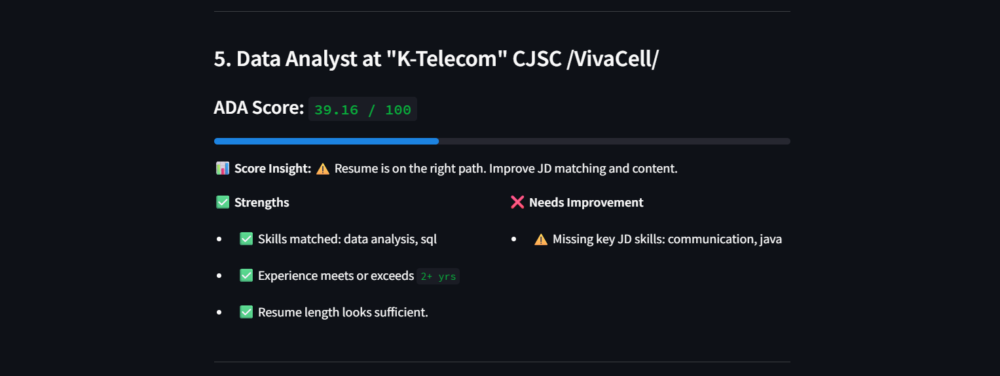 5. Data Analyst at "K-Telecom" CJSC /VivaCell/
ADA Score: 39.16 / 100
📊 Score Insight: ⚠️ Resume is on the right path. Improve JD matching and content.
✅ Strengths
• ✅ Skills matched: data analysis, sql
• ✅ Experience meets or exceeds 2+ yrs
• ✅ Resume length looks sufficient.
❌ Needs Improvement
• ⚠️ Missing key JD skills: communication, java